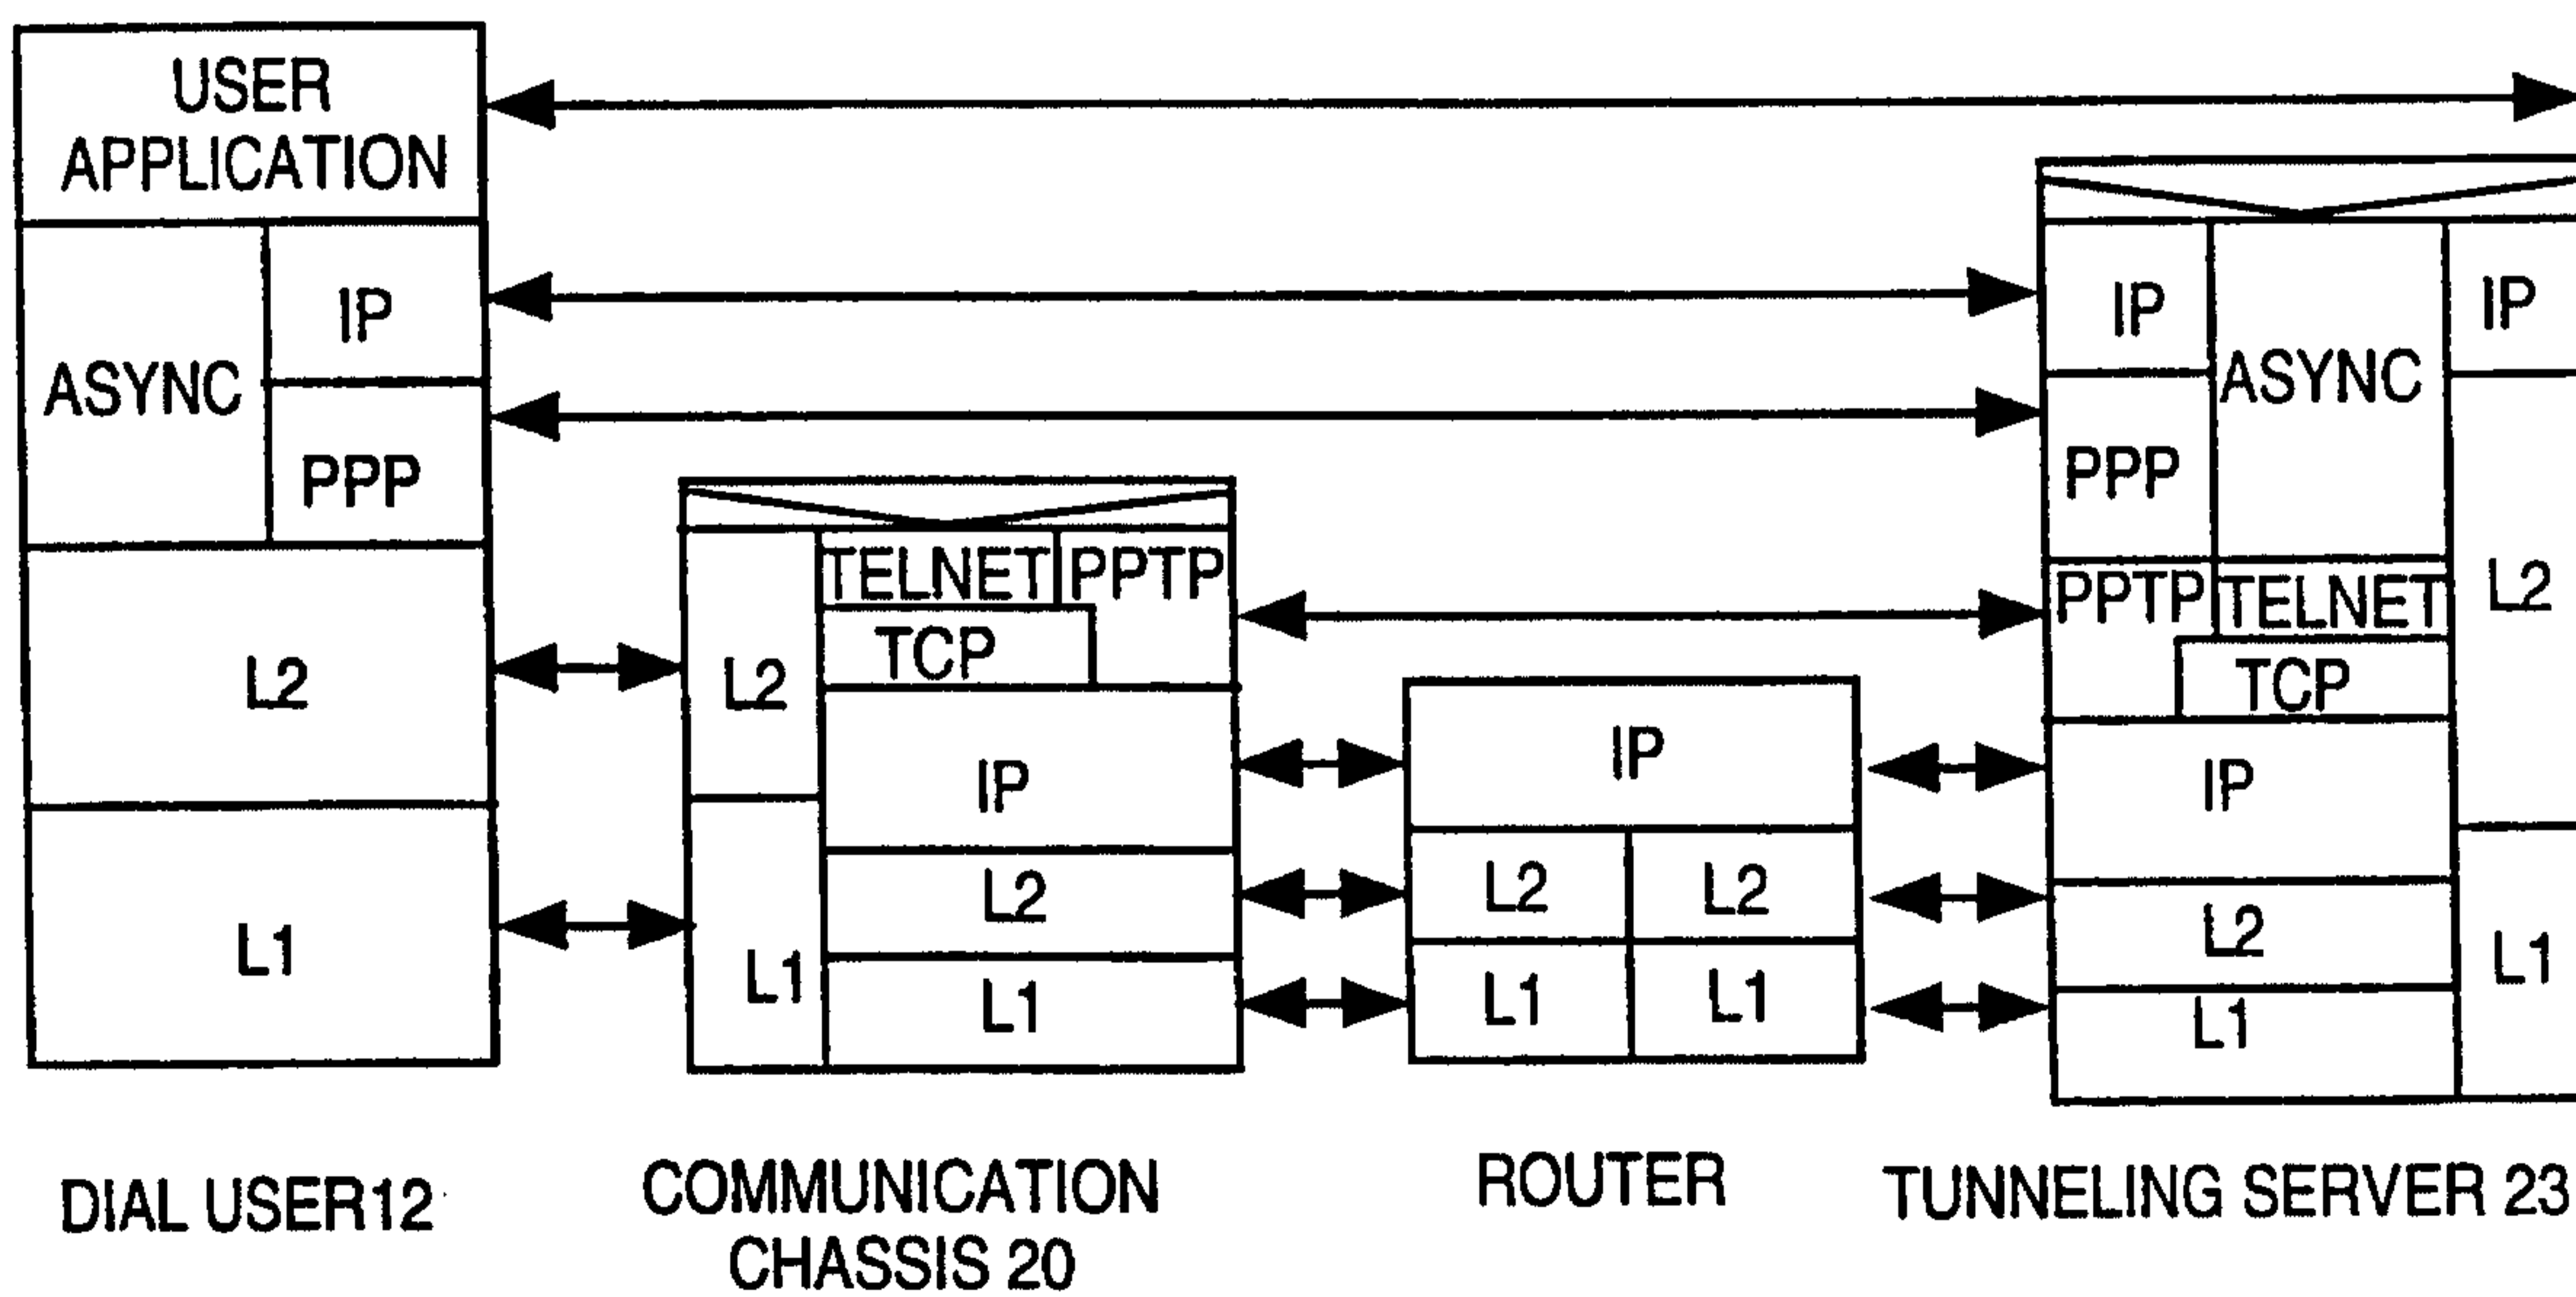 USER
APPLICATION
ASYNC
IP
PPP
L2
L1
DIAL USER12
L2
L1
TELNET
PPTP
TCP
IP
L2
L1
COMMUNICATION
CHASSIS 20
IP
L2
L2
L1
L1
ROUTER
IP
ASYNC
IP
PPP
PPTP
TELNET
L2
TCP
IP
L2
L1
L1
TUNNELING SERVER 23